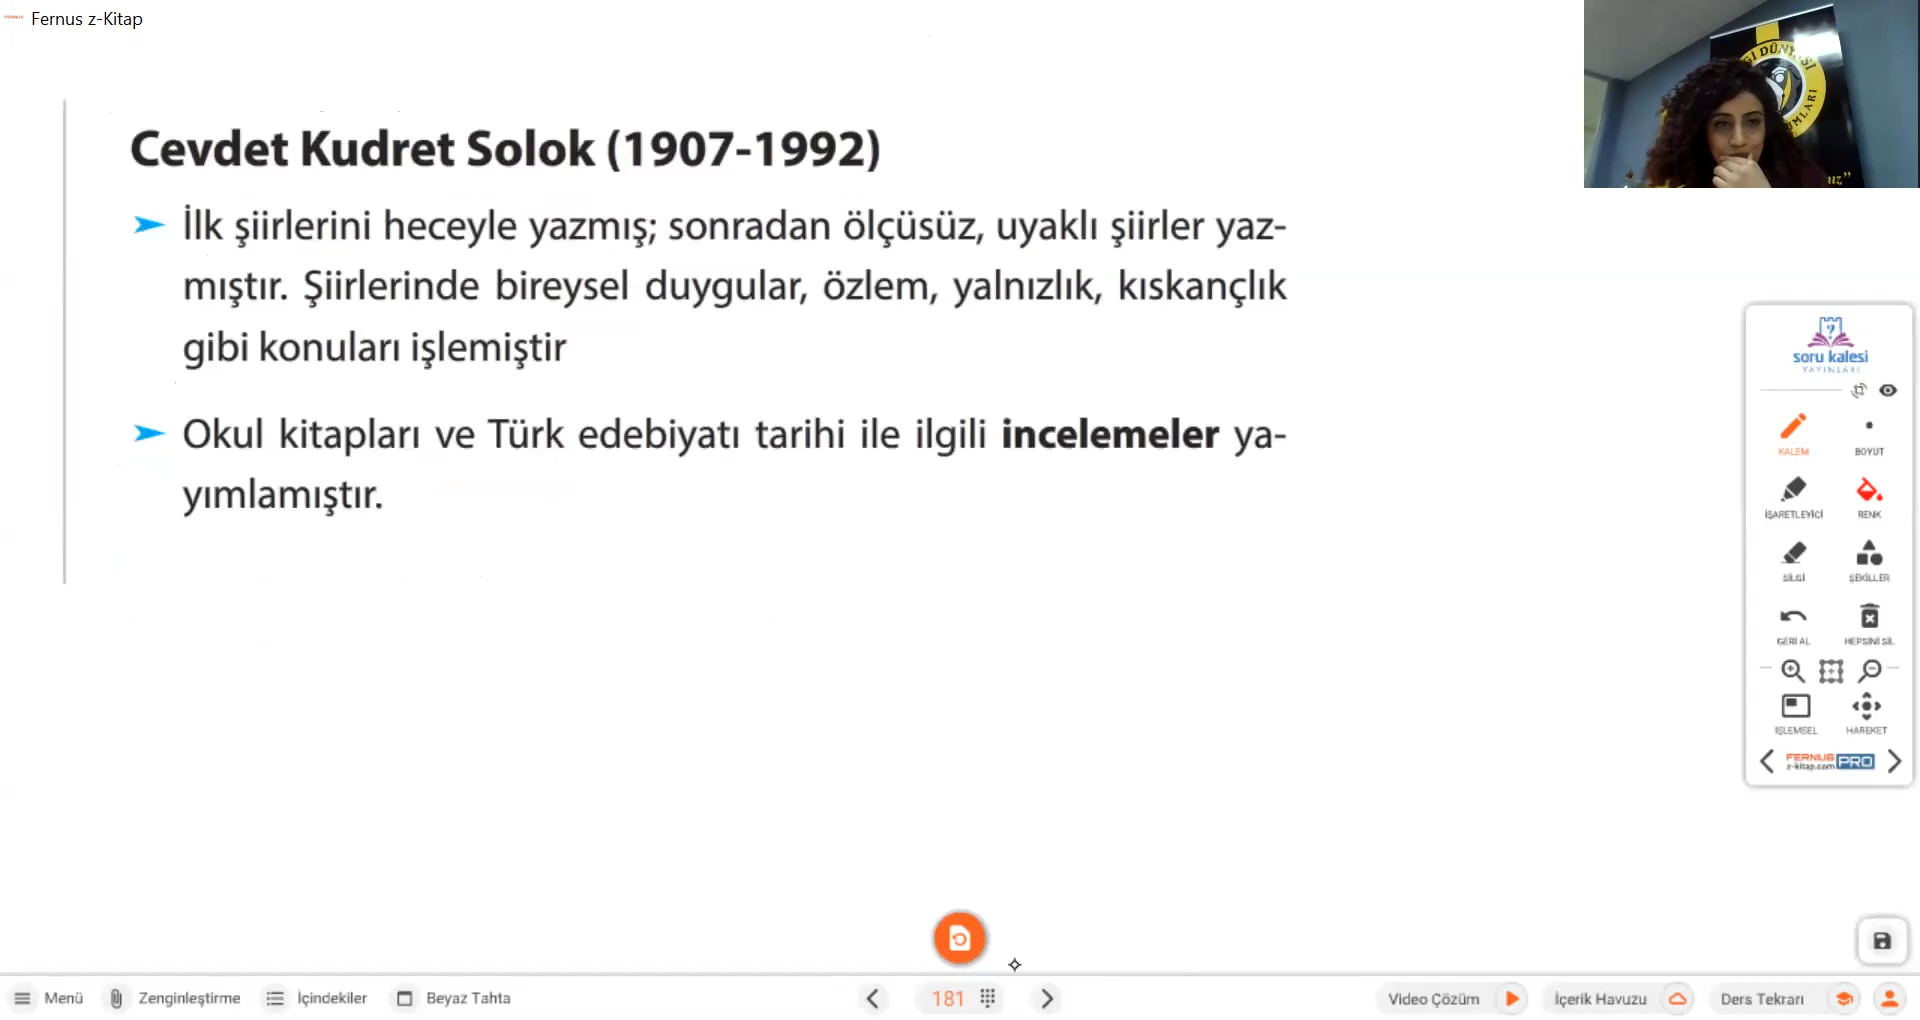 Fernus z-Kitap
Cevdet Kudret Solok (1907-1992)
İlk şiirlerini heceyle yazmış; sonradan ölçüsüz, uyaklı şiirler yaz-
mıştır. Şiirlerinde bireysel duygular, özlem, yalnızlık, kıskançlık
gibi konuları işlemiştir
Okul kitapları ve Türk edebiyatı tarihi ile ilgili incelemeler ya-
yımlamıştır.
soru kalesi
YAYINLARI
KALEM BOYUT
İŞARETLEYİCİ RENK
SİLGİ ŞEKİLLER
GERİ AL HEPSİNİ SİL
İŞLEMSEL HAREKET
FERNUS
z-kitap.com PRO
Menü Zenginleştirme İçindekiler Beyaz Tahta 181 Video Çözüm İçerik Havuzu Ders Tekrarı